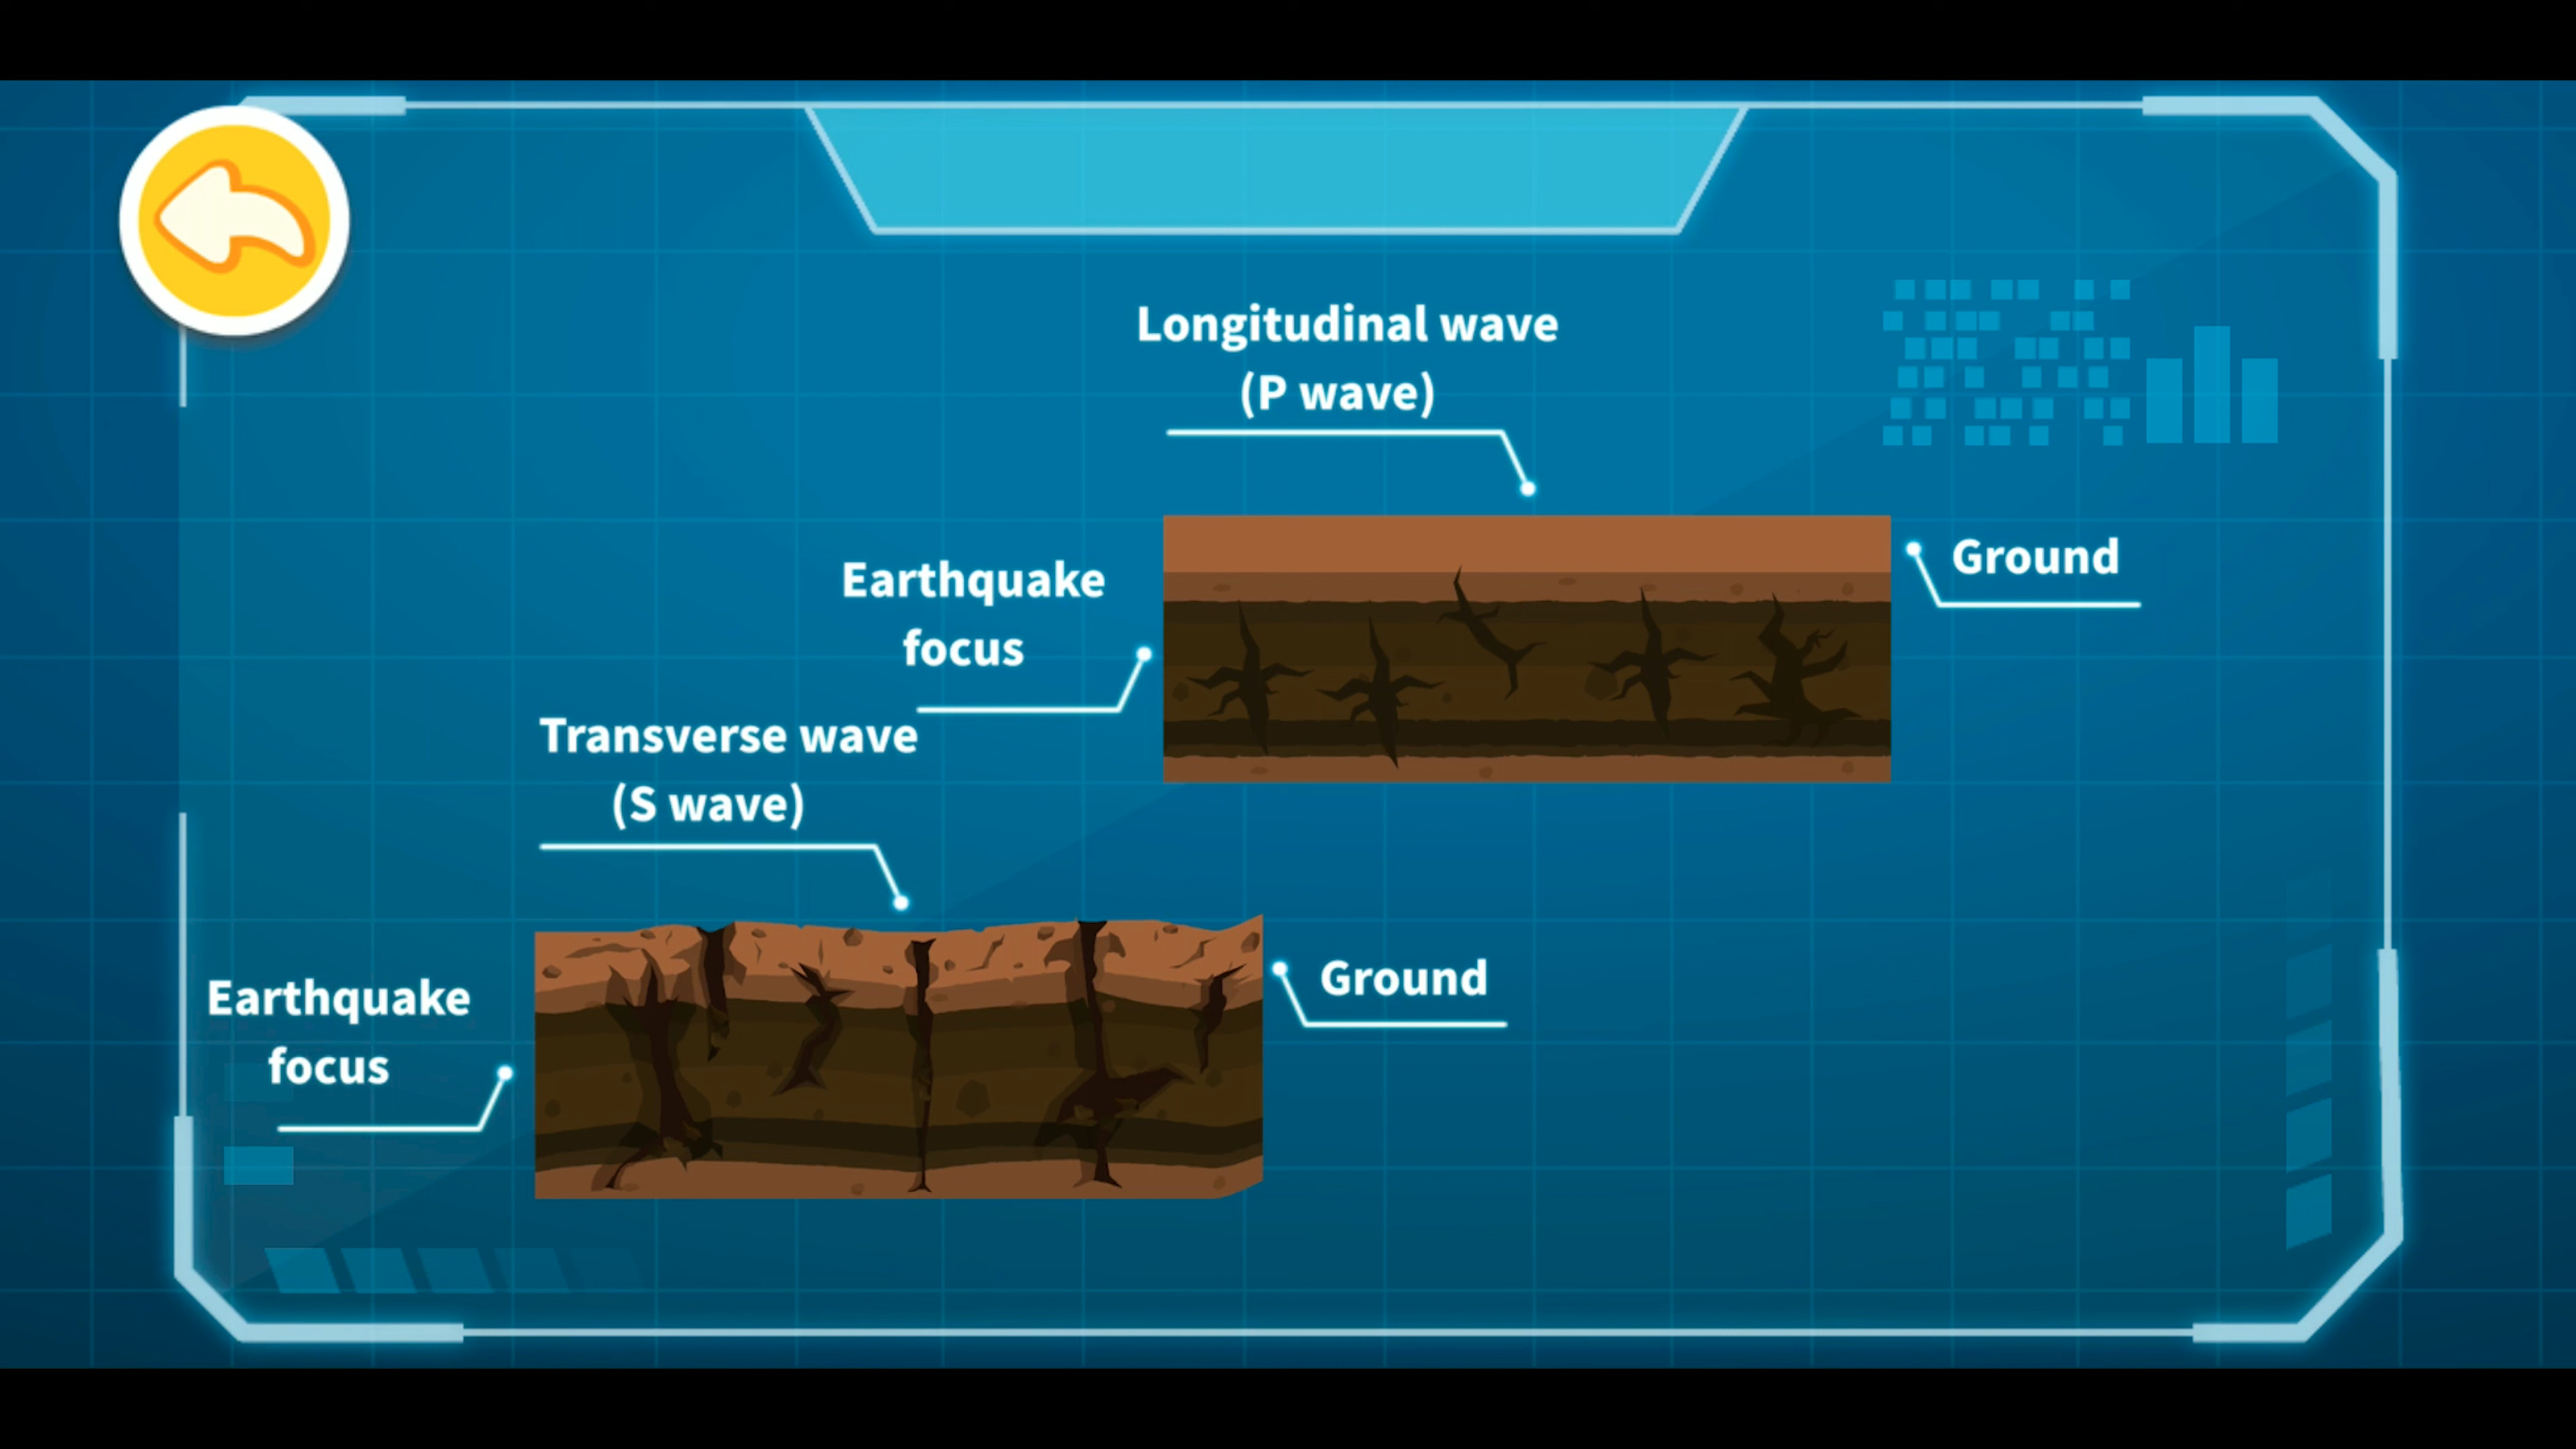 Longitudinal wave
(P wave)
Earthquake
focus
Ground
Transverse wave
(S wave)
Earthquake
focus
Ground